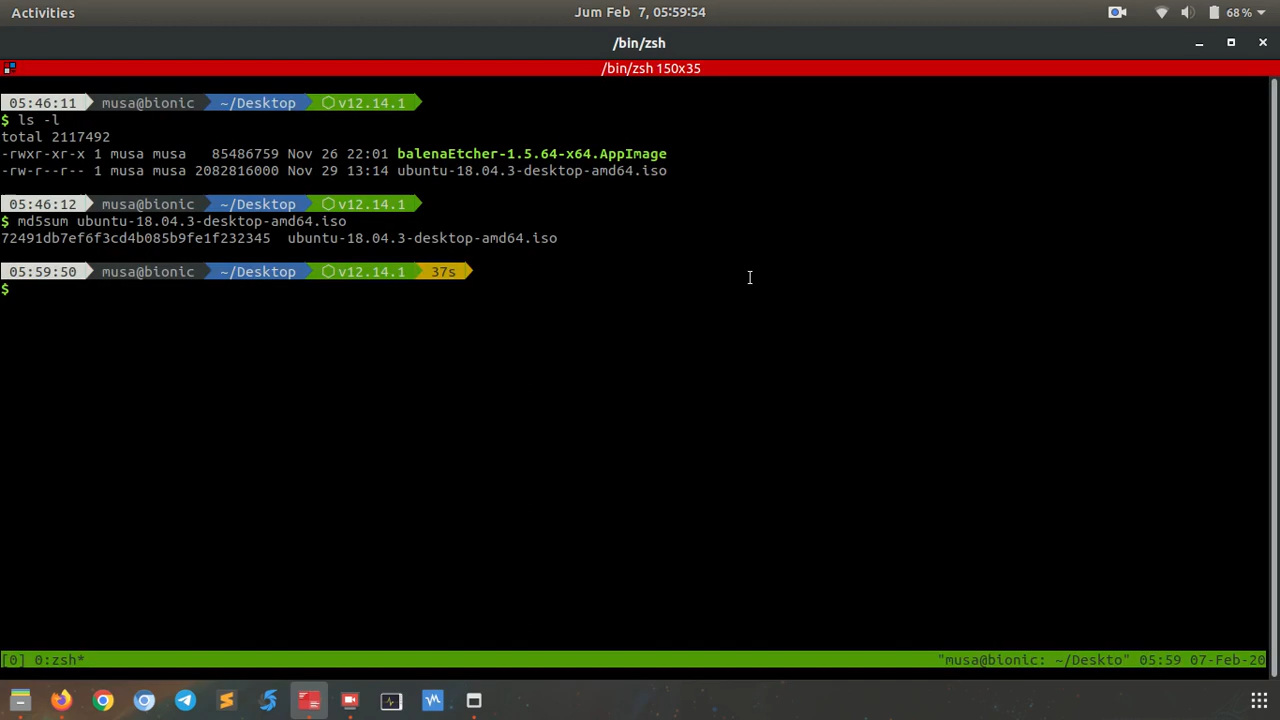 Activities
Jum Feb 7, 05:59:54
68 %
/bin/zsh
/bin/zsh 150x35
05:46:11 musa@bionic ~/Desktop v12.14.1
$ ls -l
total 2117492
-rwxr-xr-x 1 musa musa 85486759 Nov 26 22:01 balenaEtcher-1.5.64-x64.AppImage
-rw-r--r-- 1 musa musa 2082816000 Nov 29 13:14 ubuntu-18.04.3-desktop-amd64.iso
05:46:12 musa@bionic ~/Desktop v12.14.1
$ md5sum ubuntu-18.04.3-desktop-amd64.iso
72491db7ef6f3cd4b085b9fe1f232345 ubuntu-18.04.3-desktop-amd64.iso
05:59:50 musa@bionic ~/Desktop v12.14.1 37s
$
[0] 0:zsh*
"musa@bionic: ~/Deskto" 05:59 07-Feb-20